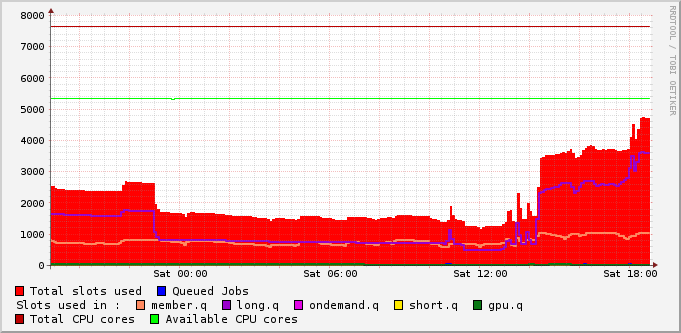 8000
7000
6000
5000
4000
3000
2000
1000
0
Sat 00:00 Sat 06:00 Sat 12:00 Sat 18:00
RRDTOOL / TOBI OETIKER
Total slots used Queued Jobs
Slots used in : member.q long.q ondemand.q short.q gpu.q
Total CPU cores Available CPU cores